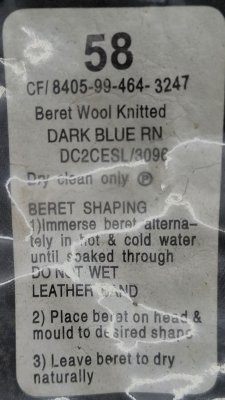 58
CF/8405-99-464-3247
Beret Wool Knitted
DARK BLUE RN
DC2CESL/3096
Dry clean only Ⓟ
BERET SHAPING
1)Immerse beret alterna-
tely in hot & cold water
until soaked through
DO NOT WET
LEATHER BAND
2) Place beret on head &
mould to desired shape
3) Leave beret to dry
naturally